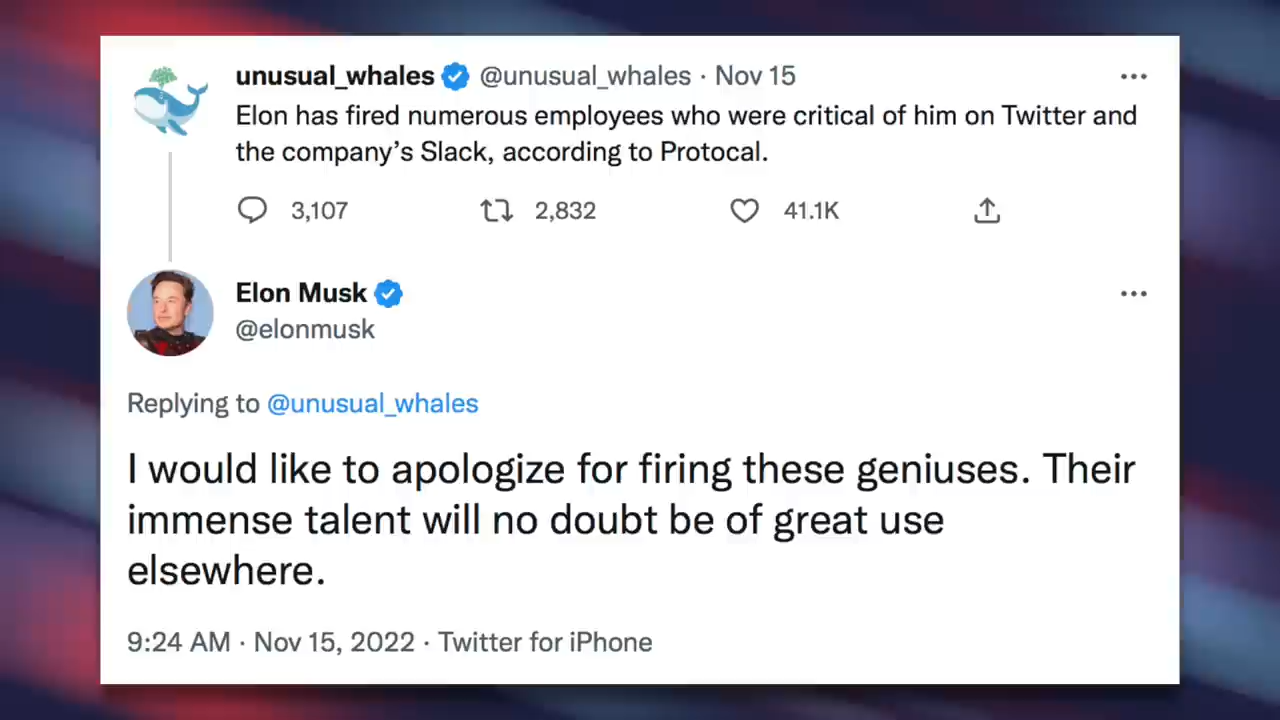 unusual_whales @unusual_whales · Nov 15
Elon has fired numerous employees who were critical of him on Twitter and
the company’s Slack, according to Protocal.
3,107 2,832 41.1K
Elon Musk
@elonmusk
Replying to @unusual_whales
I would like to apologize for firing these geniuses. Their
immense talent will no doubt be of great use
elsewhere.
9:24 AM · Nov 15, 2022 · Twitter for iPhone